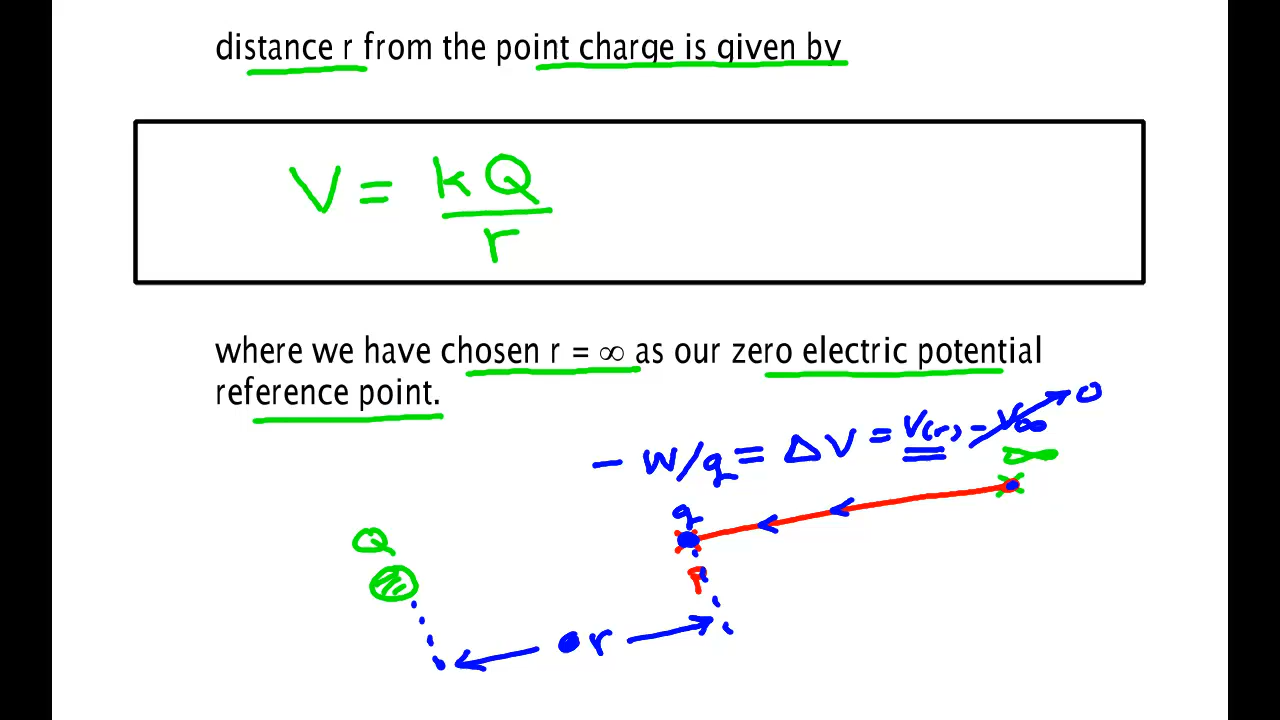 distance r from the point charge is given by
V = kQ/r
where we have chosen r = ∞ as our zero electric potential
reference point.
- W/q = ΔV = V(r) - V∞ 0
∞
q
Q
P
r